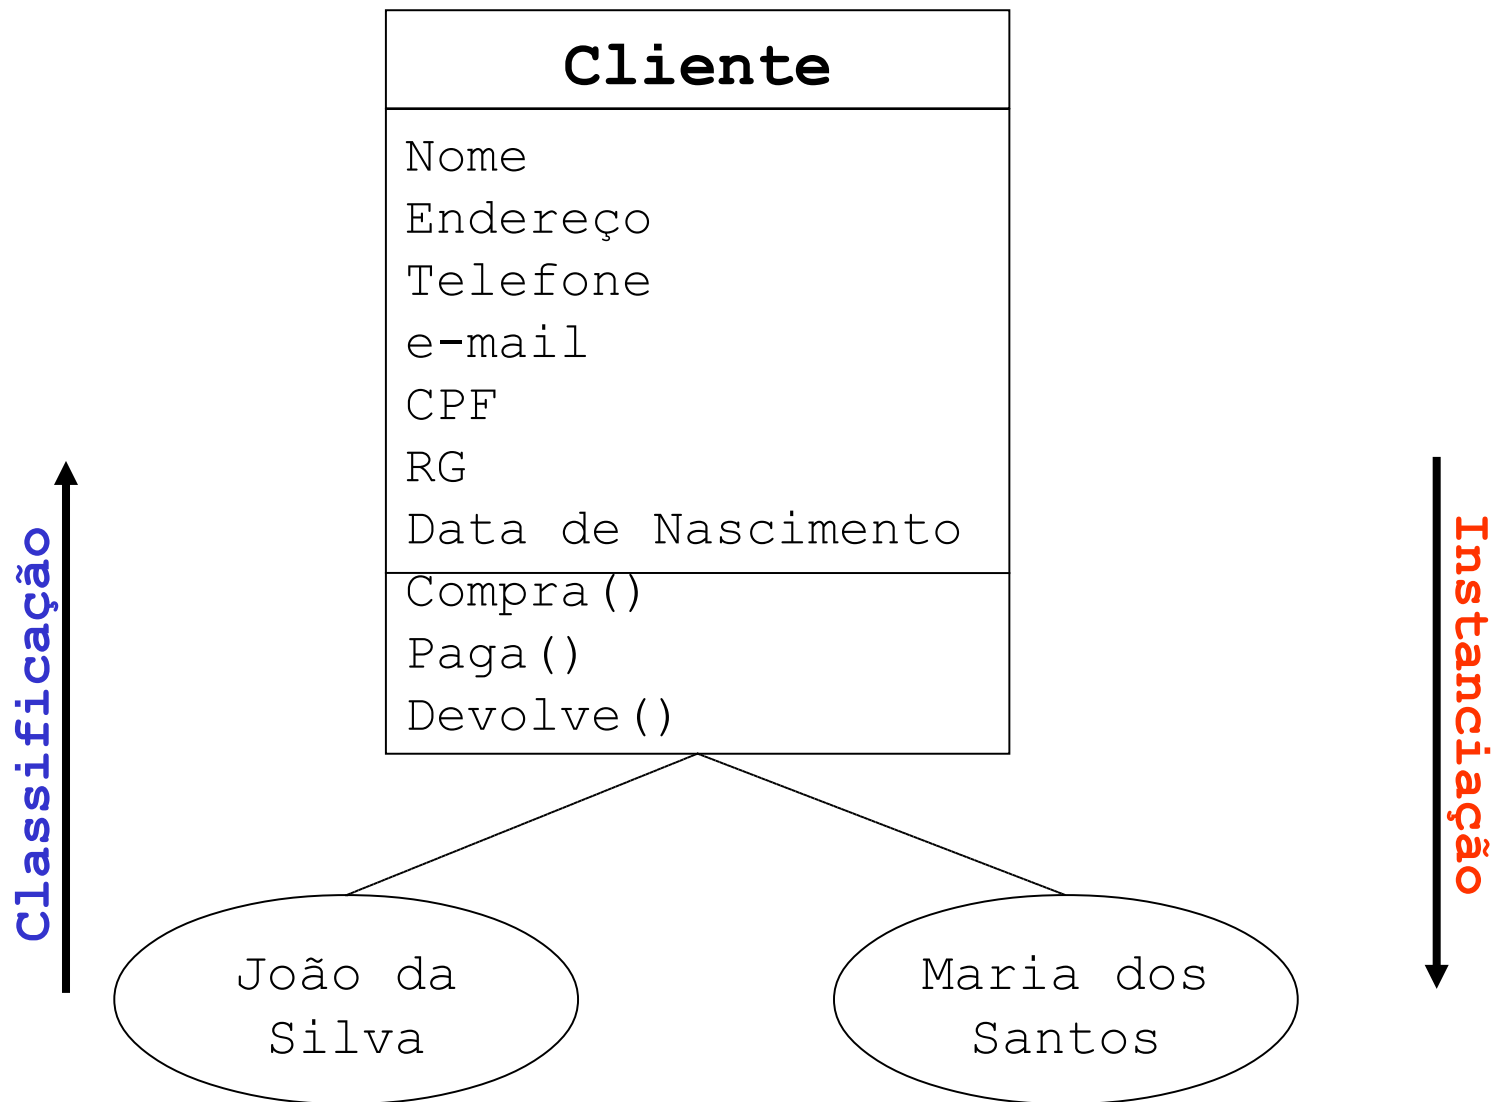 Cliente
Nome
Endereço
Telefone
e-mail
CPF
RG
Data de Nascimento
Compra()
Paga()
Devolve()
Classificação
Instanciação
João da
Silva
Maria dos
Santos